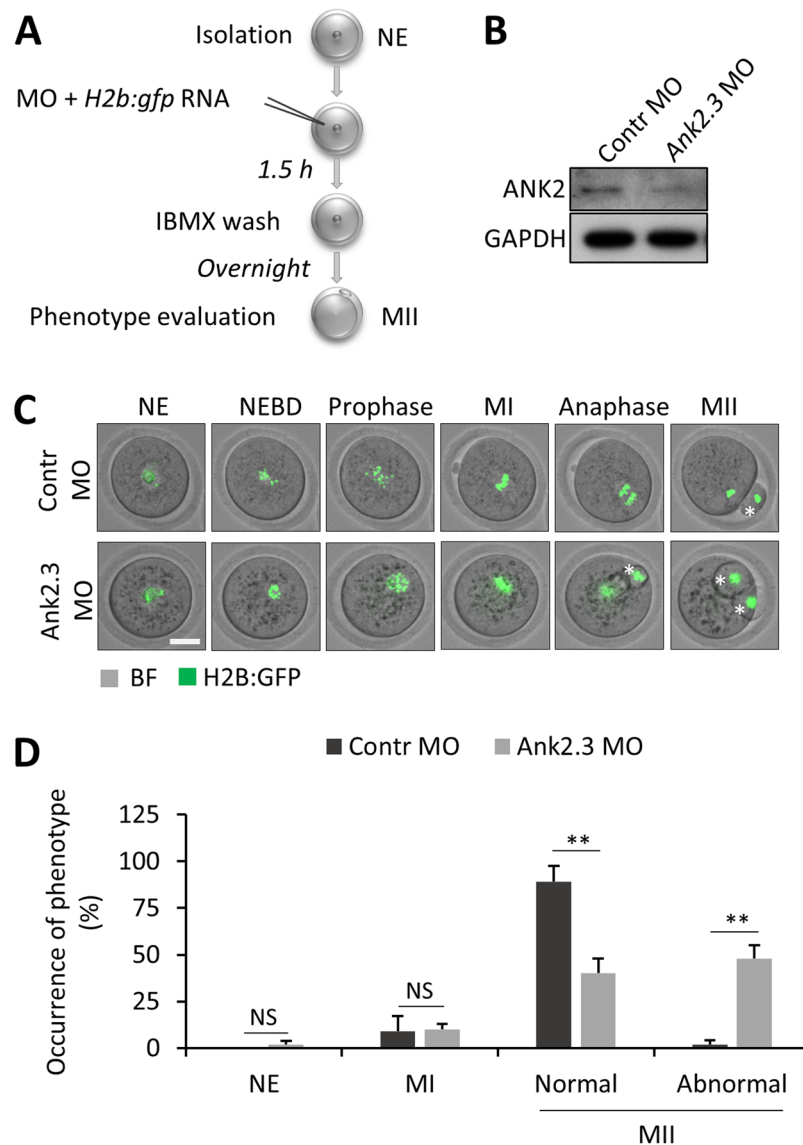 A
Isolation NE
MO + H2b:gfp RNA
1.5 h
IBMX wash
Overnight
Phenotype evaluation MII
B
Contr MO Ank2.3 MO
ANK2
GAPDH
C
NE NEBD Prophase MI Anaphase MII
Contr
MO
*
Ank2.3
MO
* * *
BF H2B:GFP
D
Contr MO Ank2.3 MO
Occurrence of phenotype
(%)
125
100
75
50
25
0
NS
NS
**
**
NE MI Normal Abnormal
MII